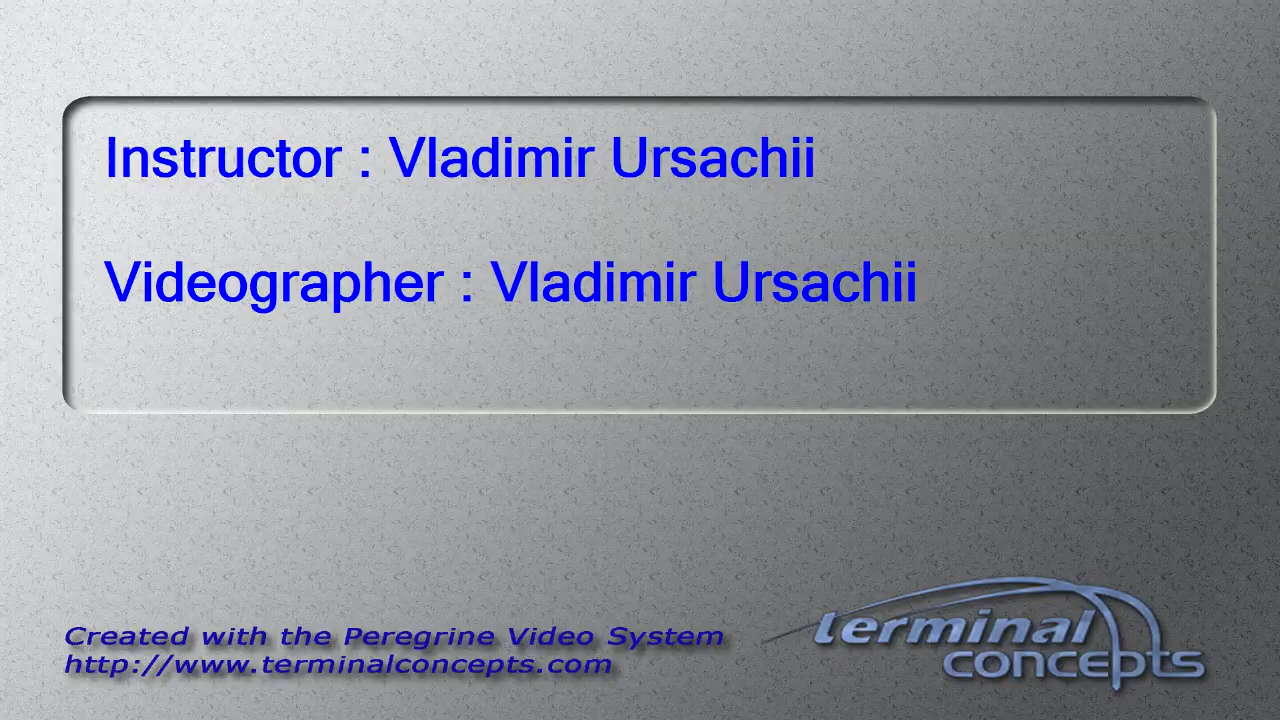 Instructor : Vladimir Ursachii
Videographer : Vladimir Ursachii
Created with the Peregrine Video System
http://www.terminalconcepts.com
terminal
concepts